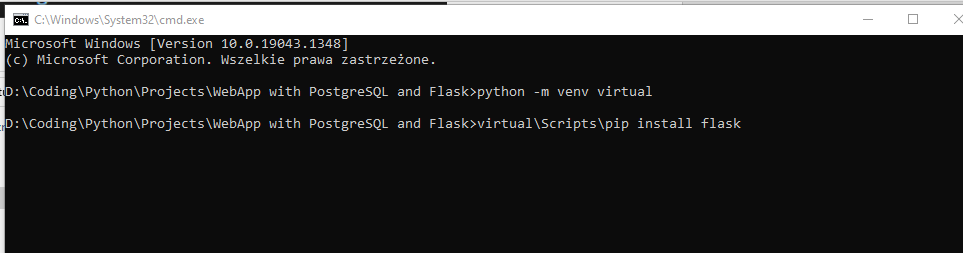 C:\Windows\System32\cmd.exe
Microsoft Windows [Version 10.0.19043.1348]
(c) Microsoft Corporation. Wszelkie prawa zastrzeżone.
D:\Coding\Python\Projects\WebApp with PostgreSQL and Flask>python -m venv virtual
D:\Coding\Python\Projects\WebApp with PostgreSQL and Flask>virtual\Scripts\pip install flask